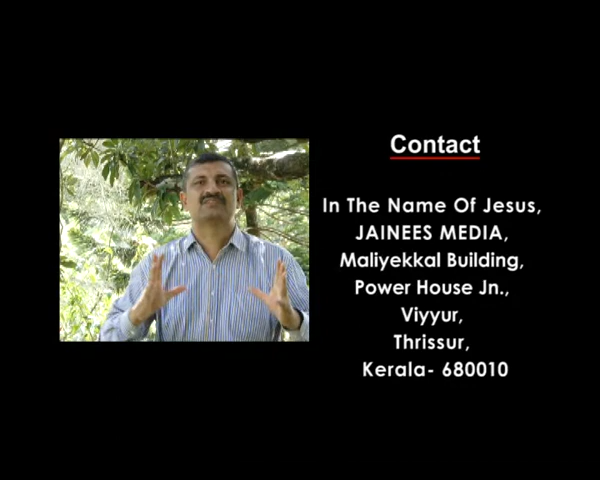 Contact
In The Name Of Jesus,
JAINEES MEDIA,
Maliyekkal Building,
Power House Jn.,
Viyyur,
Thrissur,
Kerala- 680010